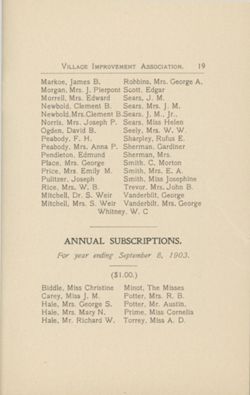 VILLAGE IMPROVEMENT ASSOCIATION. 19
Markoe, James B.
Morgan, Mrs. J. Pierpont
Morrell, Mrs. Edward
Newbold, Clement B.
Newbold, Mrs. Clement B.
Norris, Mrs. Joseph P.
Ogden, David B.
Peabody, F. H.
Peabody, Mrs. Anna P.
Pendleton, Edmund
Place, Mrs. George
Price, Mrs. Emily M.
Pulitzer, Joseph
Rice, Mrs. W. B.
Mitchell, Dr. S. Weir
Mitchell, Mrs. S. Weir
Robbins, Mrs. George A.
Scott, Edgar
Sears, J. M.
Sears, Mrs. J. M.
Sears, J. M., Jr.,
Sears, Miss Helen
Seely, Mrs. W. W.
Sharpley, Rufus E.
Sherman, Gardiner
Sherman, Mrs.
Smith, C. Morton
Smith, Mrs. E. A.
Smith, Miss Josephine
Trevor, Mrs. John B.
Vanderbilt, George
Vanderbilt, Mrs. George
Whitney, W. C
ANNUAL SUBSCRIPTIONS.
For year ending September 8, 1903.
($1.00.)
Biddle, Miss Christine
Carey, Miss J. M.
Hale, Mrs. George S.
Hale, Mrs. Mary N.
Hale, Mr. Richard W.
Minot, The Misses
Potter, Mrs. R. B.
Potter, Mr. Austin.
Prime, Miss Cornelia
Torrey, Miss A. D.